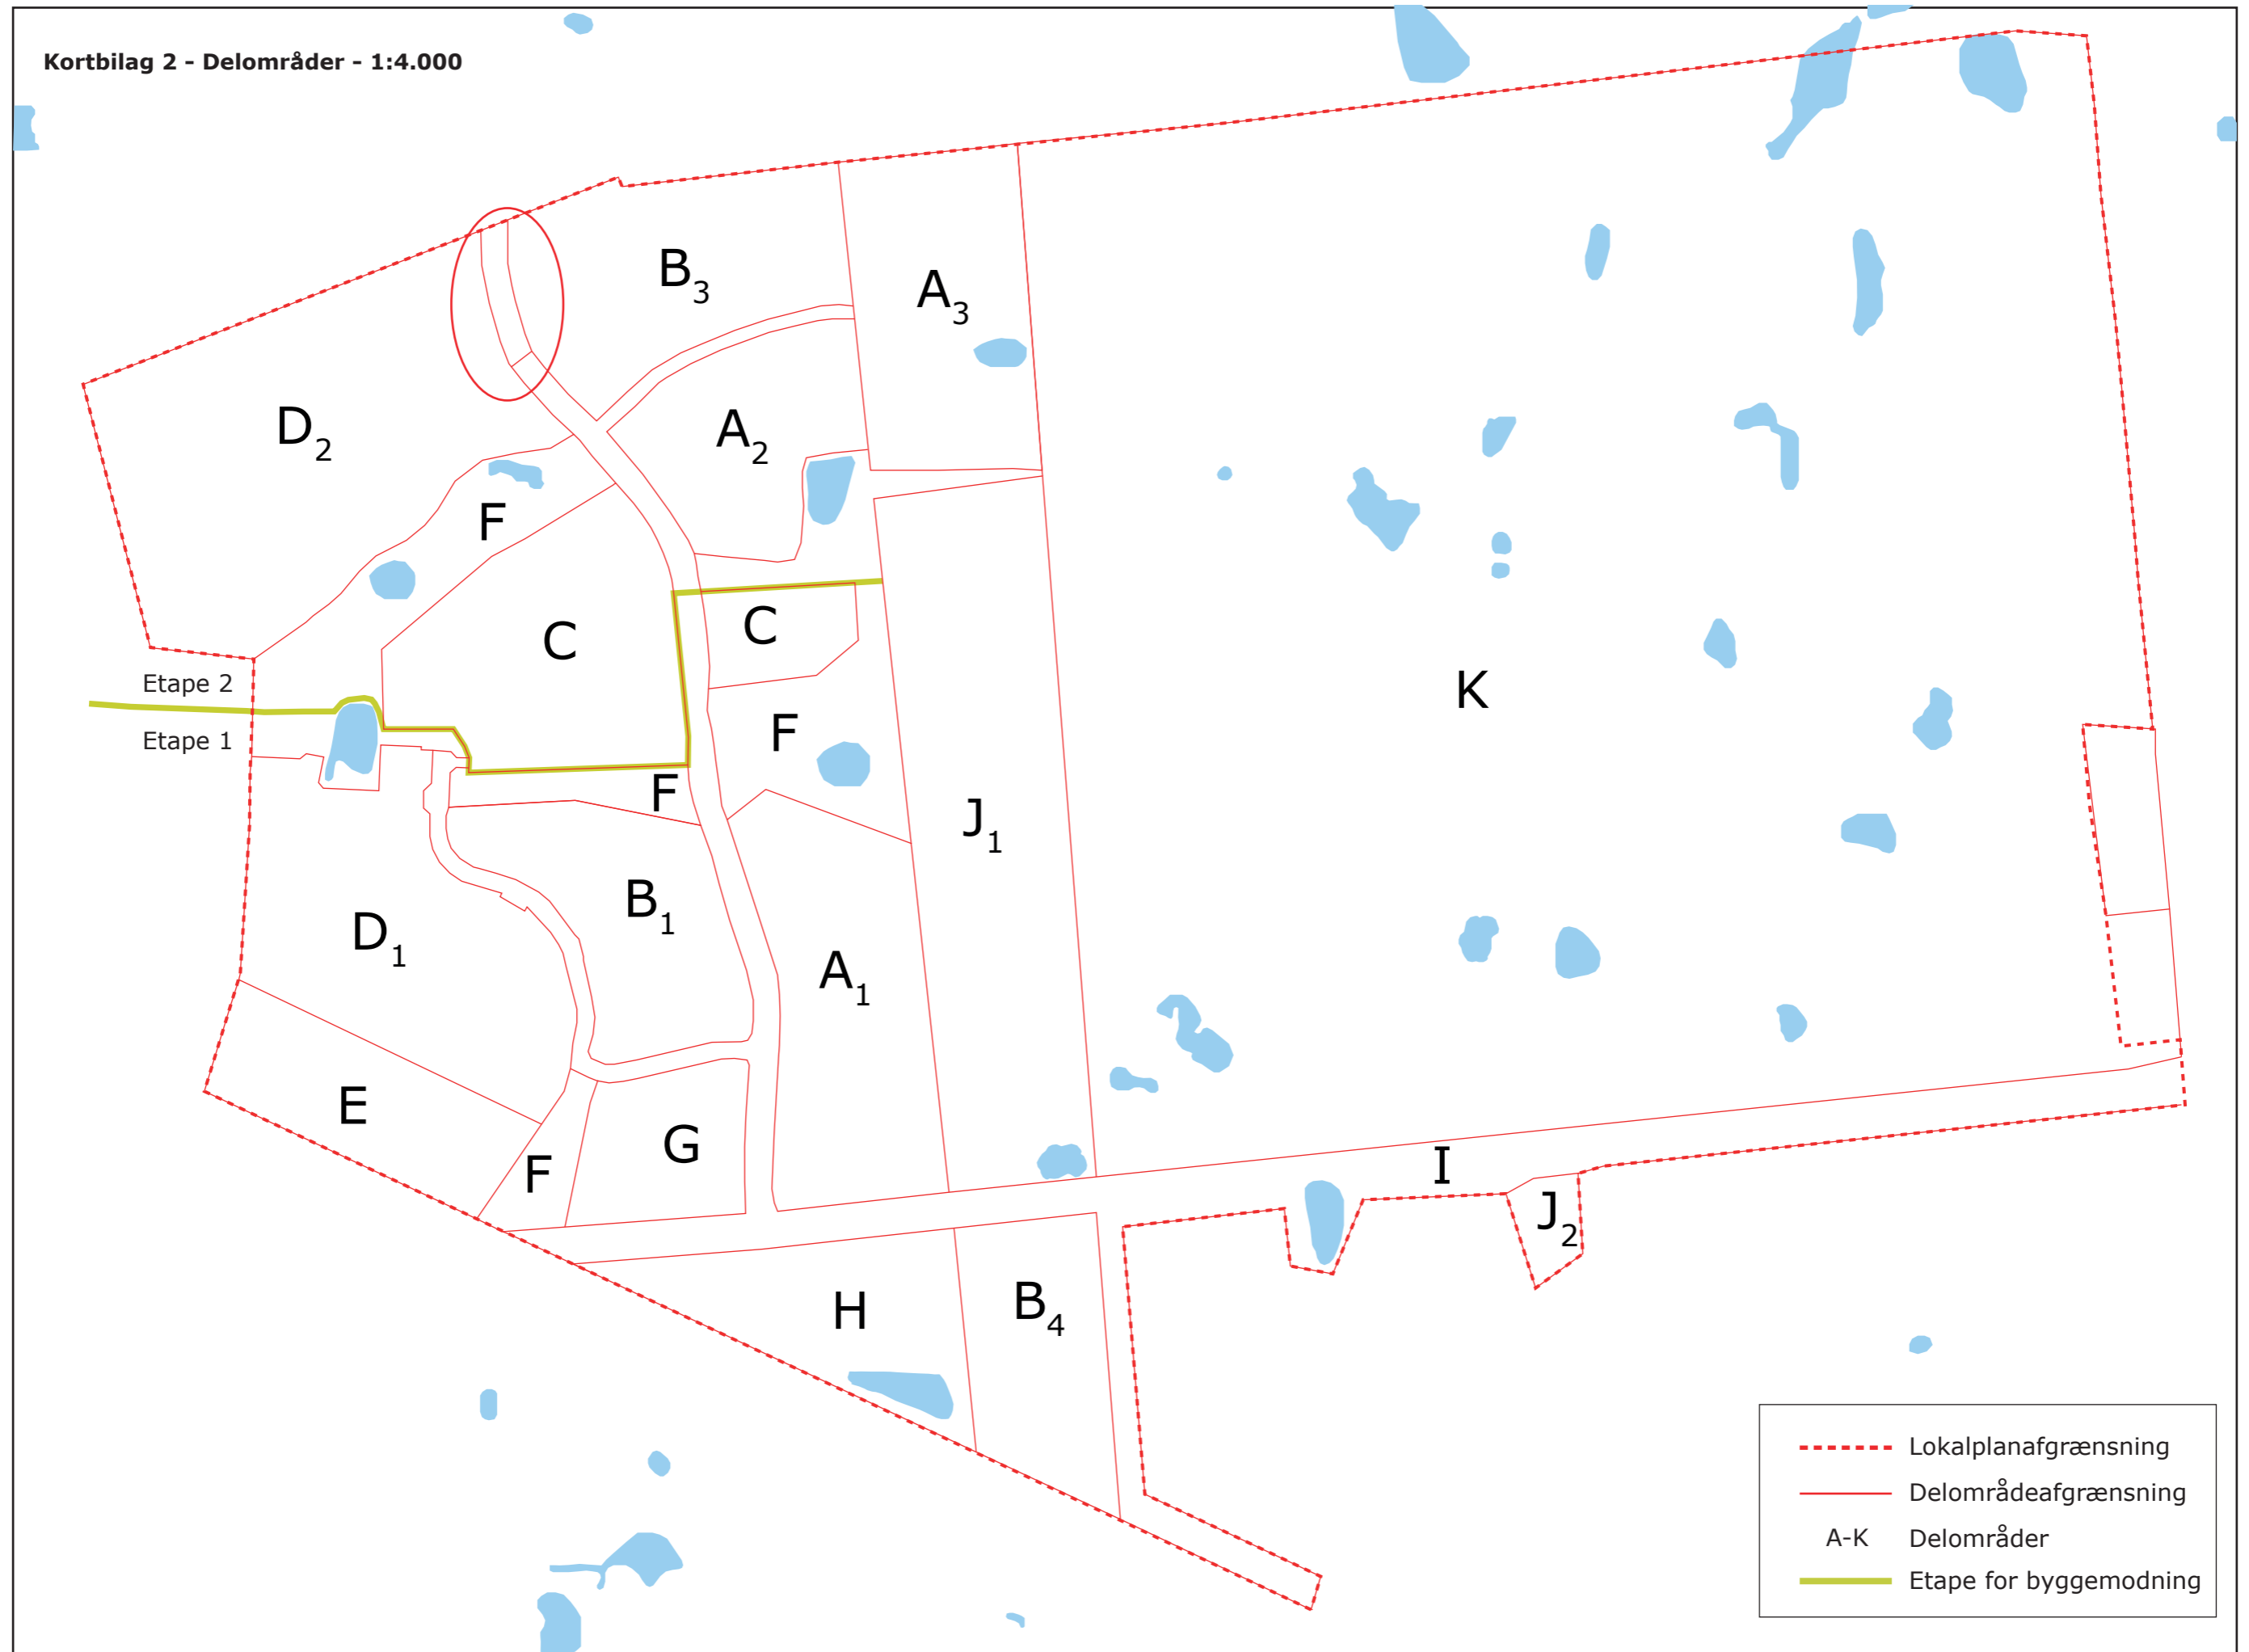 Kortbilag 2 - Delområder - 1:4.000
B3
A3
D2
A2
F
C
C
K
Etape 2
Etape 1
F
F
J1
B1
D1
A1
E
G
F
I
J2
H
B4
Lokalplanafgrænsning
Delområdeafgrænsning
A-K Delområder
Etape for byggemodning